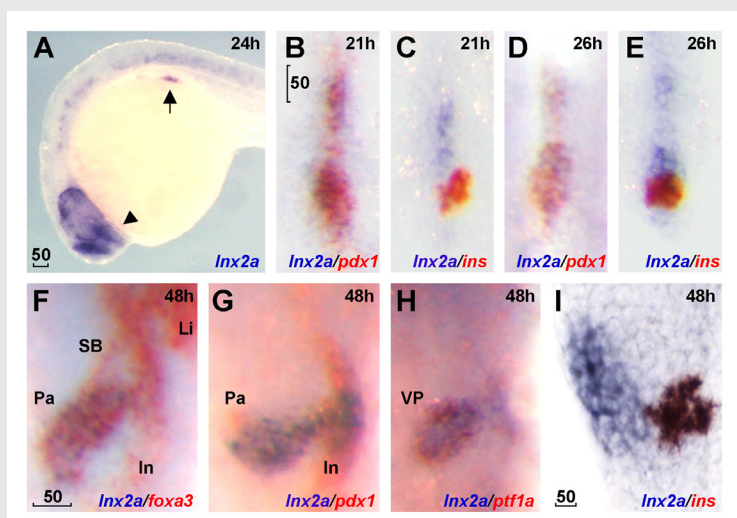 A
24h
50
lnx2a
B
21h
50
lnx2a/pdx1
C
21h
lnx2a/ins
D
26h
lnx2a/pdx1
E
26h
lnx2a/ins
F
48h
Li
SB
Pa
In
50
lnx2a/foxa3
G
48h
Pa
In
lnx2a/pdx1
H
48h
VP
lnx2a/ptf1a
I
48h
50
lnx2a/ins